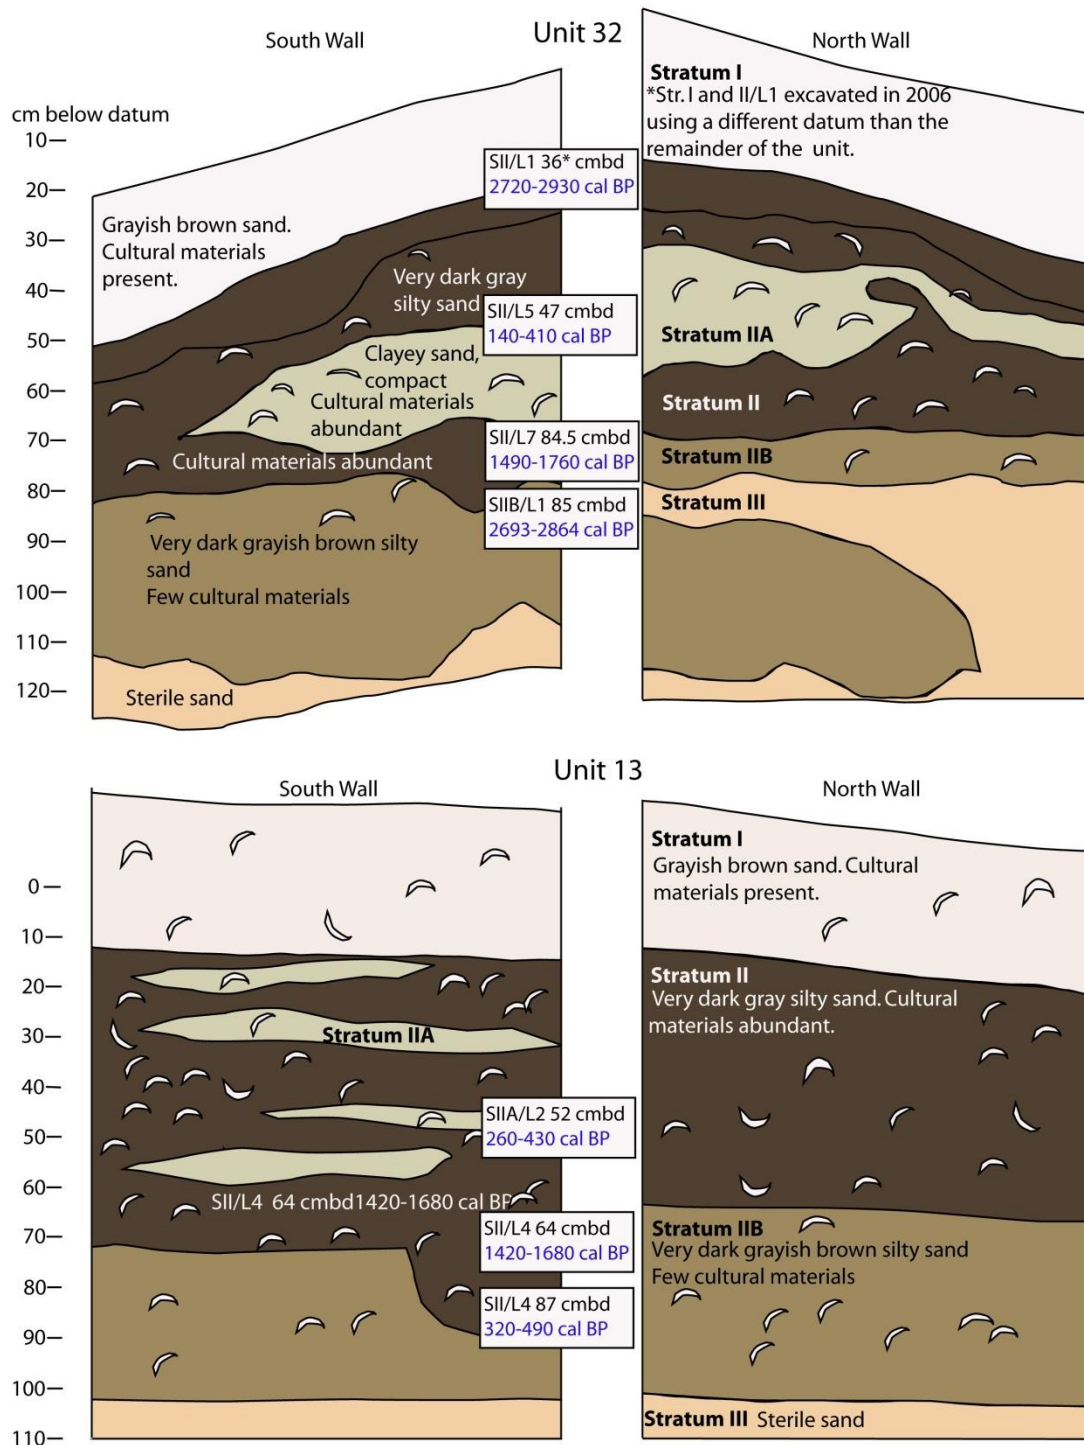 Unit 32
South Wall
cm below datum
10
20
30
40
50
60
70
80
90
100
110
120
Grayish brown sand.
Cultural materials
present.
Very dark gray
silty sand
Clayey sand,
compact
Cultural materials
abundant
Cultural materials abundant
Very dark grayish brown silty
sand
Few cultural materials
Sterile sand
SII/L1 36* cmbd
2720-2930 cal BP
SII/L5 47 cmbd
140-410 cal BP
SII/L7 84.5 cmbd
1490-1760 cal BP
SIIB/L1 85 cmbd
2693-2864 cal BP
North Wall
Stratum I
*Str. I and II/L1 excavated in 2006
using a different datum than the
remainder of the unit.
Stratum IIA
Stratum II
Stratum IIB
Stratum III
Unit 13
South Wall
0
10
20
30
40
50
60
70
80
90
100
110
Stratum IIA
SII/L4 64 cmbd1420-1680 cal BP
SIIA/L2 52 cmbd
260-430 cal BP
SII/L4 64 cmbd
1420-1680 cal BP
SII/L4 87 cmbd
320-490 cal BP
North Wall
Stratum I
Grayish brown sand. Cultural
materials present.
Stratum II
Very dark gray silty sand. Cultural
materials abundant.
Stratum IIB
Very dark grayish brown silty sand
Few cultural materials
Stratum III Sterile sand